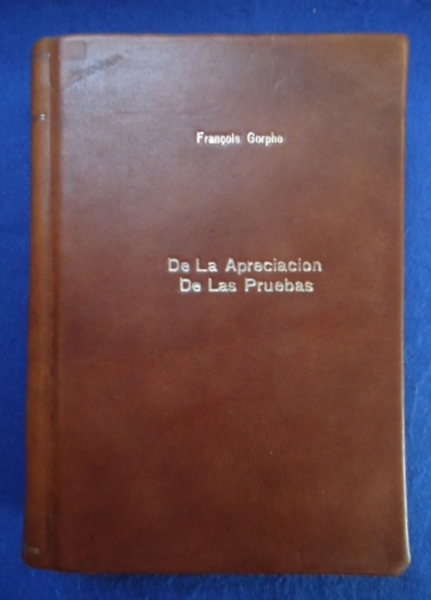 François Gorphe
De La Apreciacion
De Las Pruebas